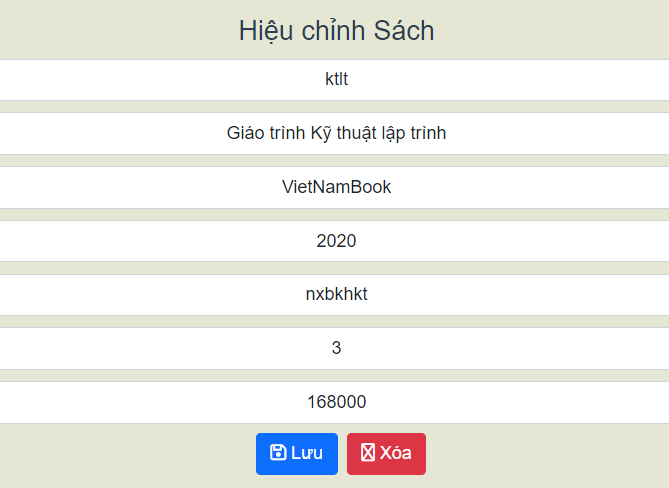 Hiệu chỉnh Sách
ktlt
Giáo trình Kỹ thuật lập trình
VietNamBook
2020
nxbkhkt
3
168000
Lưu Xóa